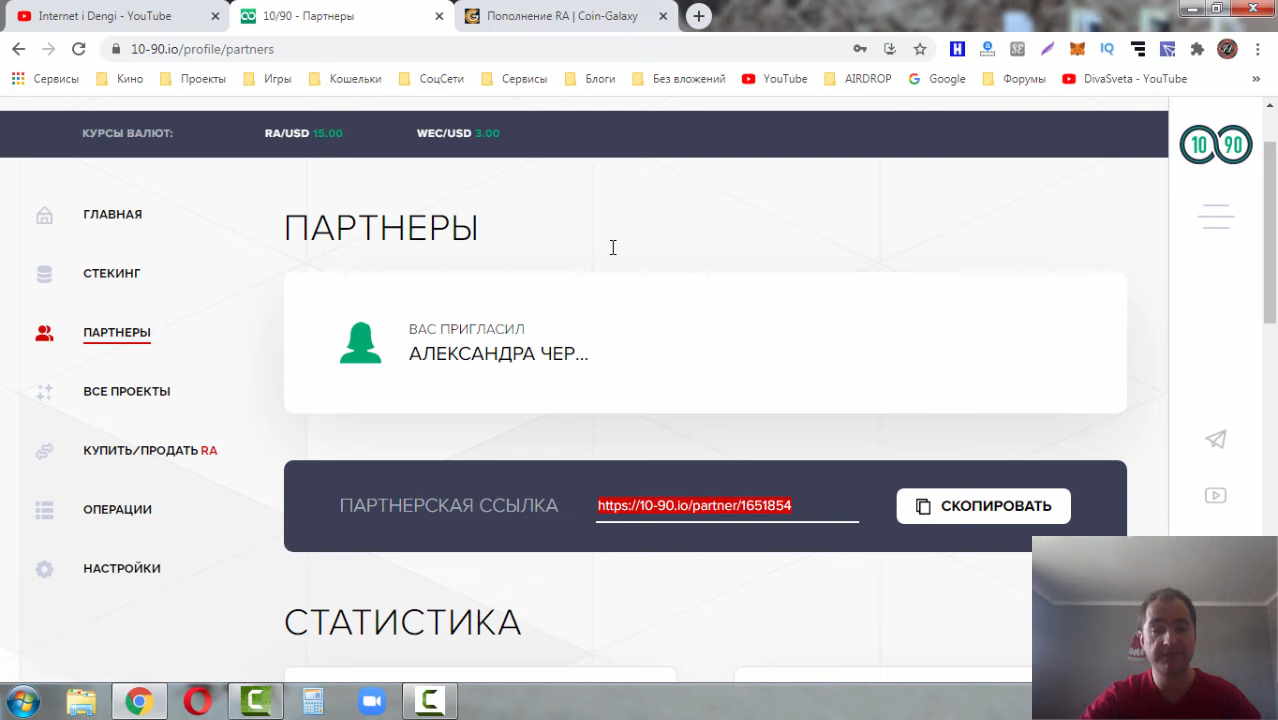 Internet i Dengi - YouTube
10/90 - Партнеры
Пополнение RA | Coin-Galaxy
10-90.io/profile/partners
Сервисы
Кино
Проекты
Игры
Кошельки
СоцСети
Сервисы
Блоги
Без вложений
YouTube
AIRDROP
Google
Форумы
DivaSveta - YouTube
»
КУРСЫ ВАЛЮТ:
RA/USD 15.00
WEC/USD 3.00
10 90
ГЛАВНАЯ
СТЕКИНГ
ПАРТНЕРЫ
ВСЕ ПРОЕКТЫ
КУПИТЬ/ПРОДАТЬ RA
ОПЕРАЦИИ
НАСТРОЙКИ
ПАРТНЕРЫ
ВАС ПРИГЛАСИЛ
АЛЕКСАНДРА ЧЕР...
ПАРТНЕРСКАЯ ССЫЛКА
https://10-90.io/partner/1651854
СКОПИРОВАТЬ
СТАТИСТИКА